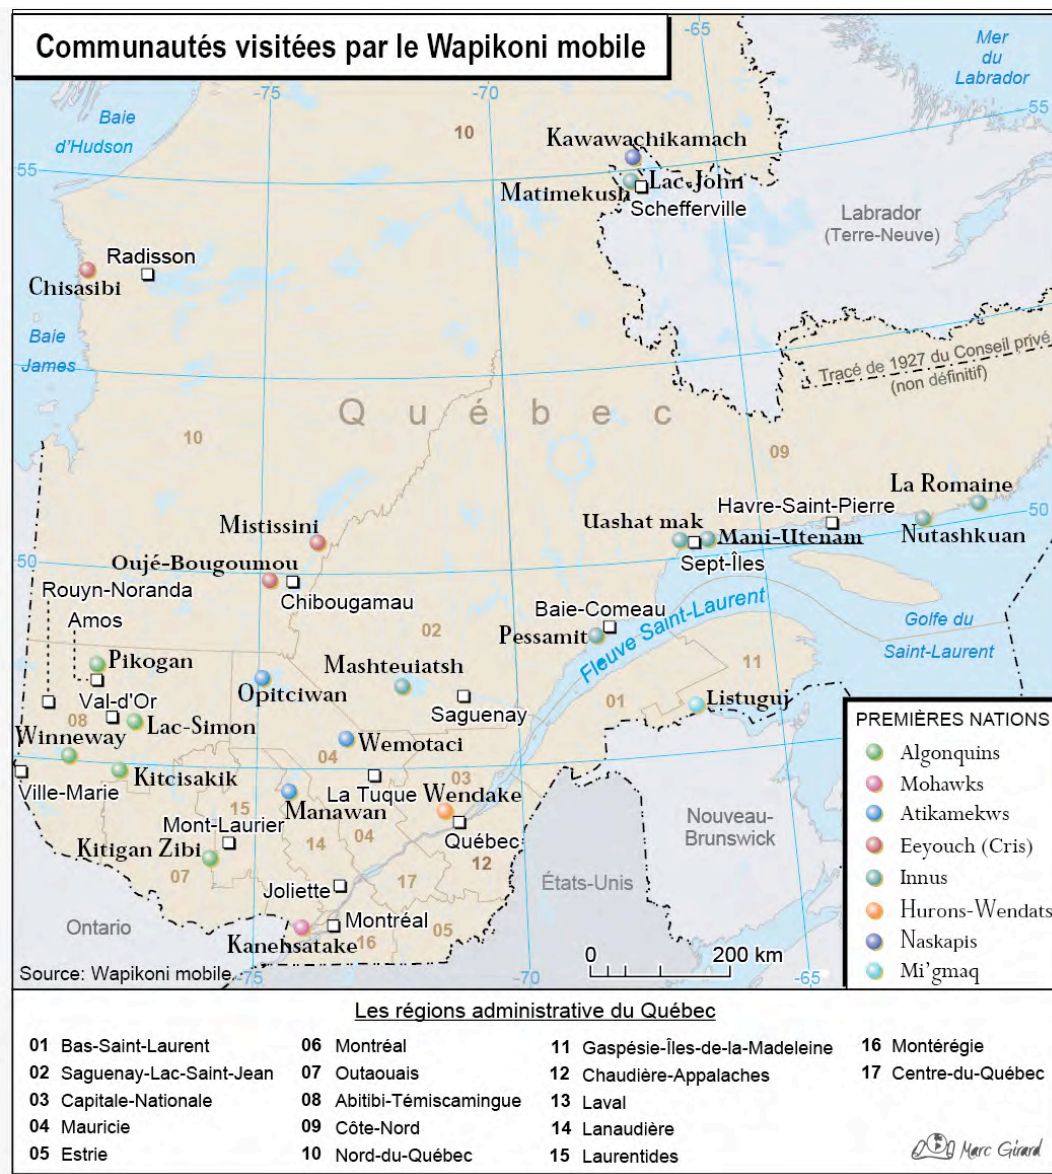 Communautés visitées par le Wapikoni mobile
-65
Mer
du
Labrador
-75
-70
55
Baie
d'Hudson
10
Kawawachikamach
55
Matimekush
Lac-John
Schefferville
Labrador
(Terre-Neuve)
Radisson
Chisasibi
Baie
James
Tracé de 1927 du Conseil privé
(non définitif)
Québec
10
09
La Romaine
Havre-Saint-Pierre
Mistissini
Uashat mak
Mani-Utenam
Nutashkuan
50
Sept-Îles
50
Oujé-Bougoumou
Rouyn-Noranda
Chibougamau
Amos
Baie-Comeau
Fleuve Saint-Laurent
02
Pessamit
Golfe du
Saint-Laurent
Pikogan
Mashteuiatsh
11
Opitciwan
Val-d'Or
Saguenay
01
Listuguj
08
Lac-Simon
Winneway
Wemotaci
04
Kitcisakik
03
Ville-Marie
La Tuque
Wendake
15
Manawan
Mont-Laurier
14
04
Québec
Kitigan Zibi
12
07
17
Joliette
États-Unis
Nouveau-
Brunswick
Ontario
Montréal
05
Kanehsatake
16
Source: Wapikoni mobile
-75
-70
-65
0
200 km
PREMIÈRES NATIONS
Algonquins
Mohawks
Atikamekws
Eeyouch (Cris)
Innus
Hurons-Wendats
Naskapis
Mi'gmaq
Les régions administrative du Québec
01 Bas-Saint-Laurent
02 Saguenay-Lac-Saint-Jean
03 Capitale-Nationale
04 Mauricie
05 Estrie
06 Montréal
07 Outaouais
08 Abitibi-Témiscamingue
09 Côte-Nord
10 Nord-du-Québec
11 Gaspésie-Îles-de-la-Madeleine
12 Chaudière-Appalaches
13 Laval
14 Lanaudière
15 Laurentides
16 Montérégie
17 Centre-du-Québec
Marc Girard